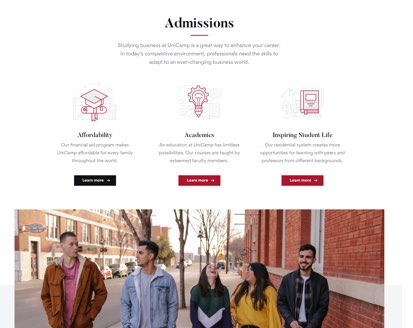 Admissions
Studying business at UniCamp is a great way to enhance your career.
In today's competitive environment, professionals need the skills to
adapt to an ever-changing business world.
Affordability
Our financial aid program makes
UniCamp affordable for every family
throughout the world.
Learn more →
Academics
An education at UniCamp has limitless
possibilities. Our courses are taught by
esteemed faculty members.
Learn more →
Inspiring Student Life
Our residential system creates more
opportunities for learning with peers and
professors from different backgrounds.
Learn more →